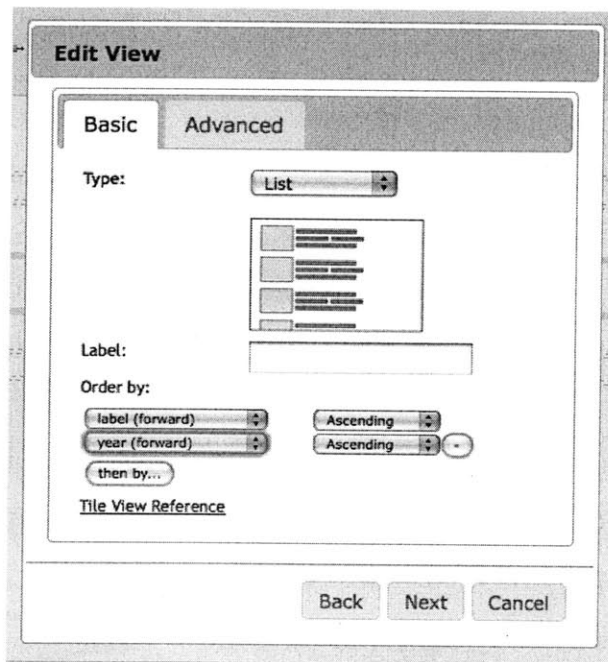 Edit View
Basic Advanced
Type: List
Label:
Order by:
label (forward) Ascending
year (forward) Ascending -
then by...
Tile View Reference
Back Next Cancel